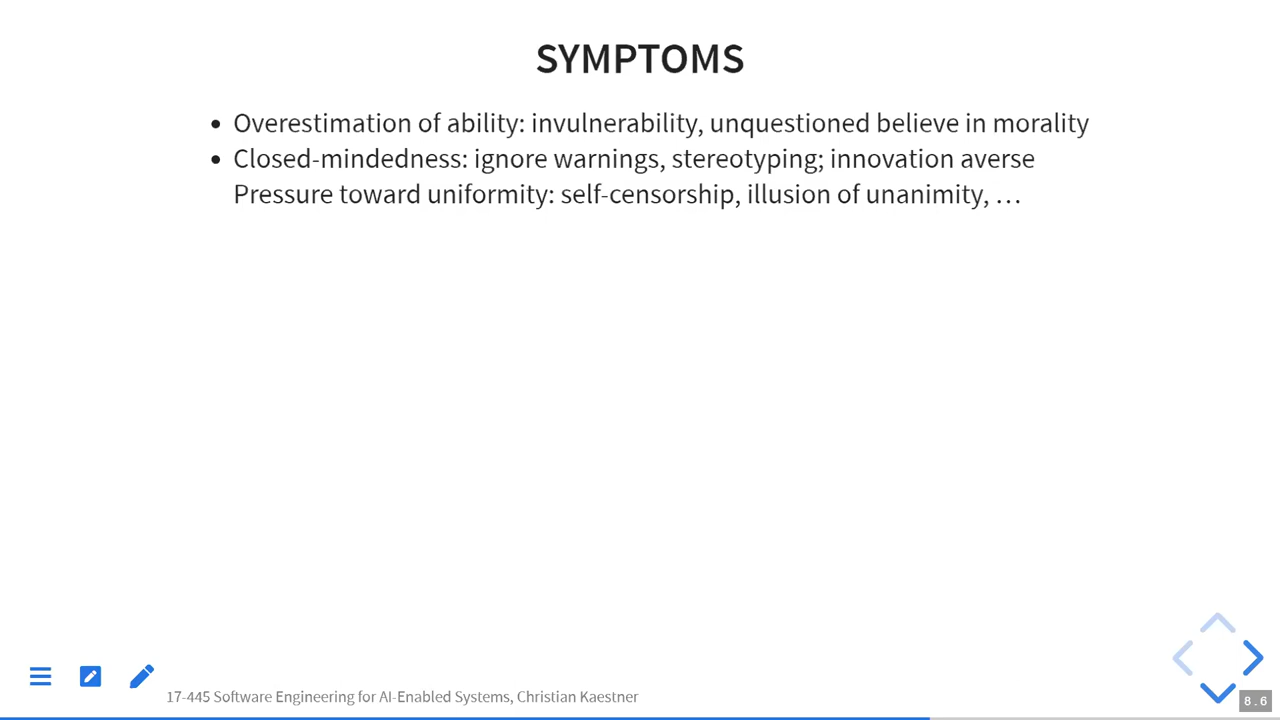 SYMPTOMS
• Overestimation of ability: invulnerability, unquestioned believe in morality
• Closed-mindedness: ignore warnings, stereotyping; innovation averse
Pressure toward uniformity: self-censorship, illusion of unanimity, …
17-445 Software Engineering for AI-Enabled Systems, Christian Kaestner
8.6